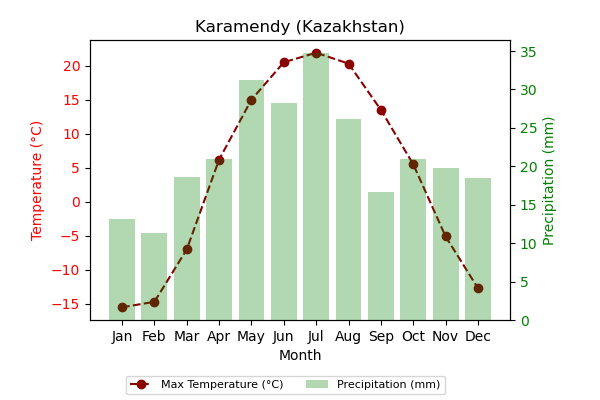 Karamendy (Kazakhstan)
Temperature (°C)
20
15
10
5
0
−5
−10
−15
35
30
25
20
15
10
5
0
Precipitation (mm)
Jan Feb Mar Apr May Jun Jul Aug Sep Oct Nov Dec
Month
Max Temperature (°C) Precipitation (mm)